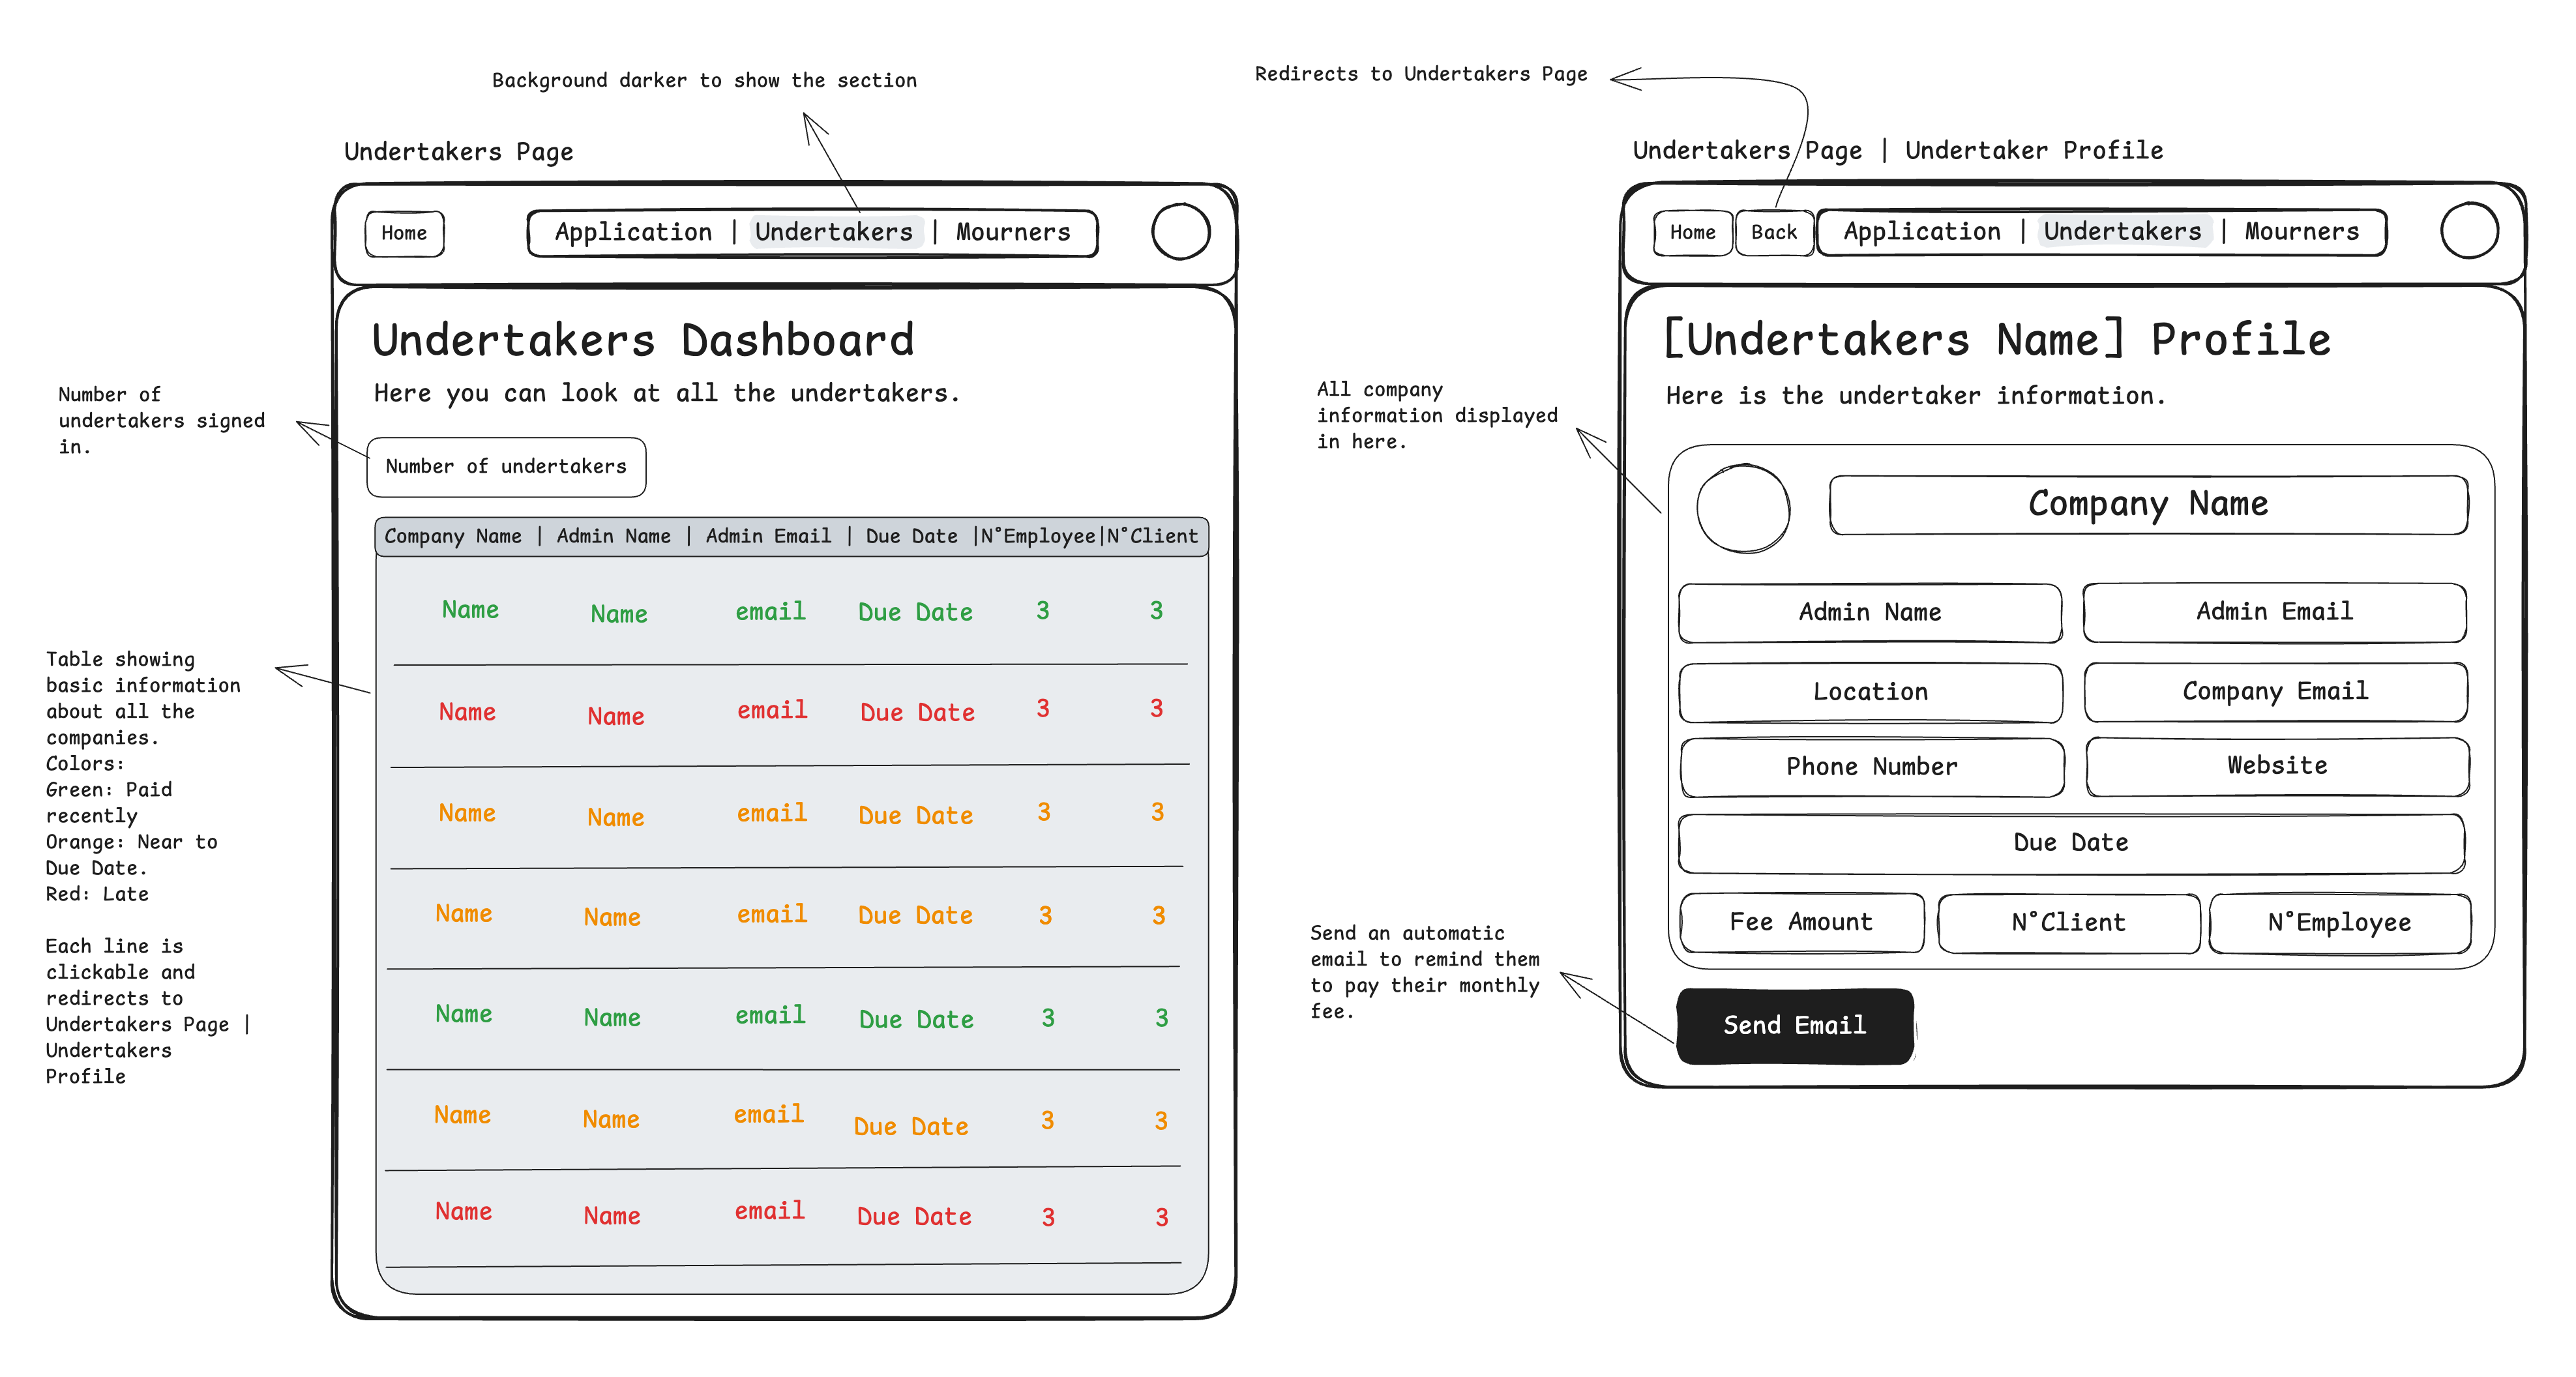 Background darker to show the section
Undertakers Page
Home
Application | Undertakers | Mourners
Undertakers Dashboard
Here you can look at all the undertakers.
Number of
undertakers signed
in.
Number of undertakers
Company Name | Admin Name | Admin Email | Due Date |N°Employee|N°Client
Name Name email Due Date 3 3
Name Name email Due Date 3 3
Name Name email Due Date 3 3
Name Name email Due Date 3 3
Name Name email Due Date 3 3
Name Name email Due Date 3 3
Name Name email Due Date 3 3
Table showing
basic information
about all the
companies.
Colors:
Green: Paid
recently
Orange: Near to
Due Date.
Red: Late
Each line is
clickable and
redirects to
Undertakers Page |
Undertakers
Profile
Redirects to Undertakers Page
Undertakers Page | Undertaker Profile
Home
Back
Application | Undertakers | Mourners
[Undertakers Name] Profile
Here is the undertaker information.
All company
information displayed
in here.
Company Name
Admin Name
Admin Email
Location
Company Email
Phone Number
Website
Due Date
Fee Amount
N°Client
N°Employee
Send an automatic
email to remind them
to pay their monthly
fee.
Send Email